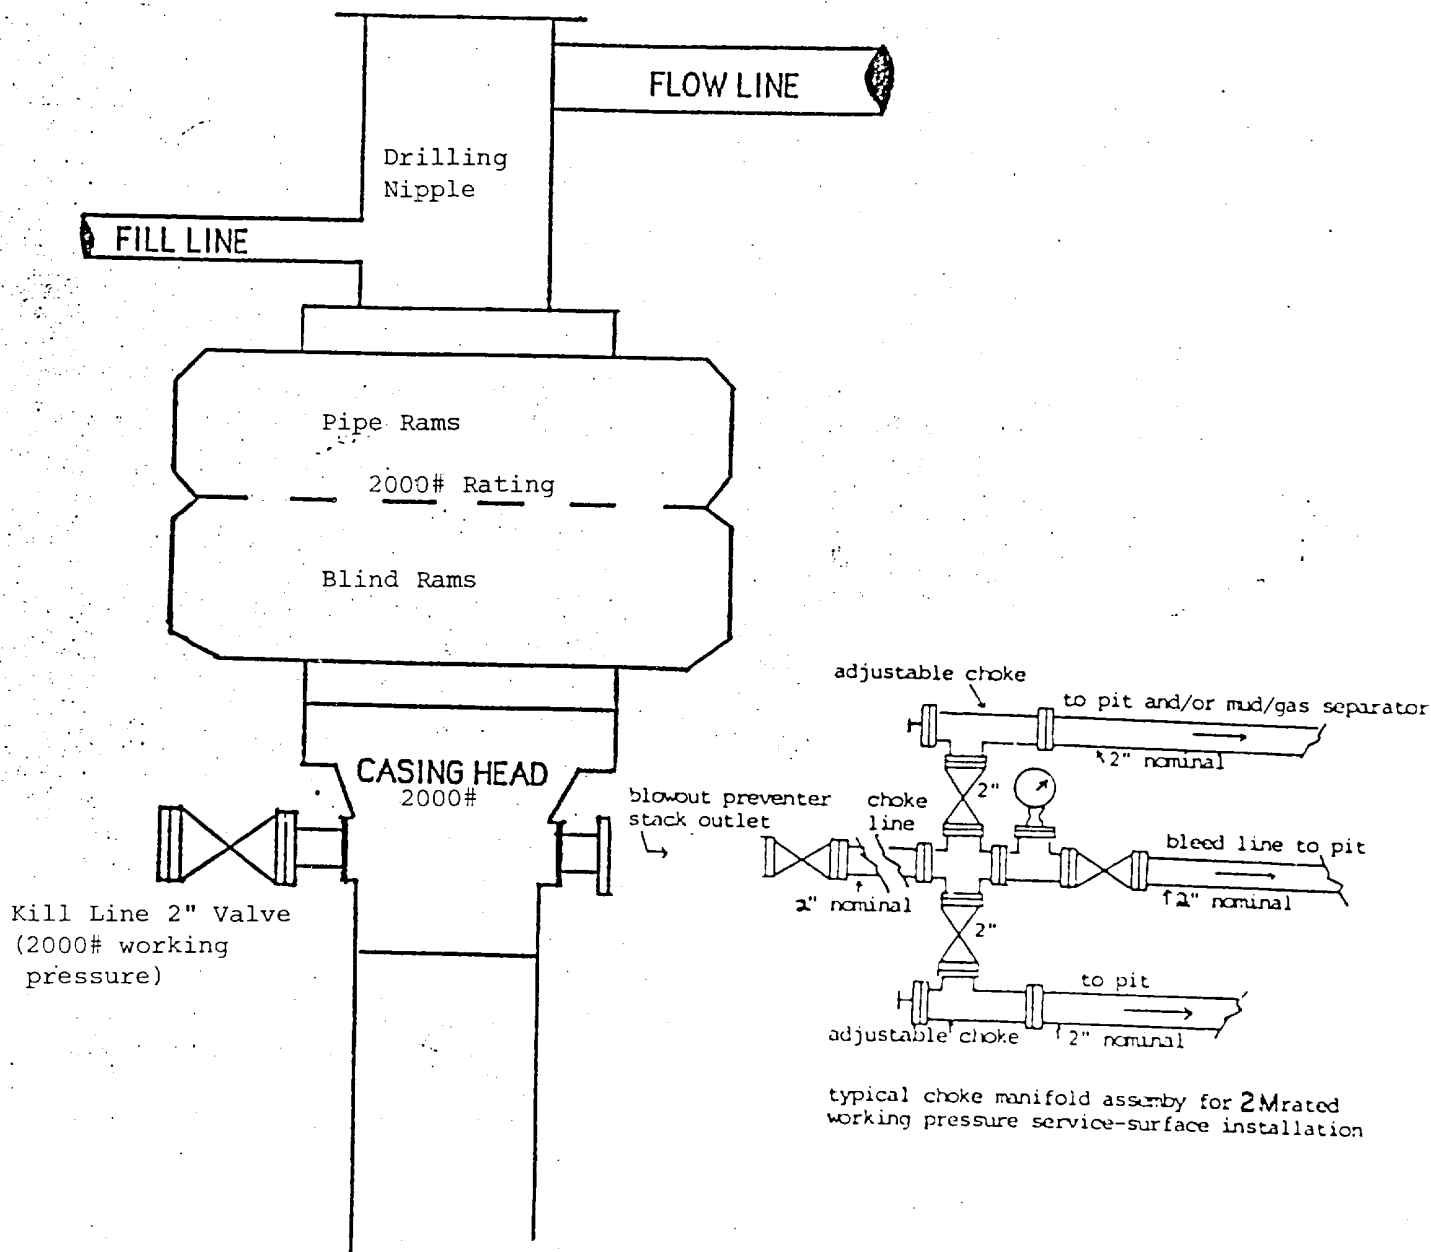 FLOW LINE
Drilling
Nipple
FILL LINE
Pipe Rams
2000# Rating
Blind Rams
CASING HEAD
2000#
Kill Line 2" Valve
(2000# working
pressure)
blowout preventer
stack outlet
adjustable choke
to pit and/or mud/gas separator
2" nominal
2"
choke
line
bleed line to pit
2" nominal
2" nominal
2"
to pit
adjustable choke
2" nominal
typical choke manifold assemby for 2Mrated
working pressure service-surface installation